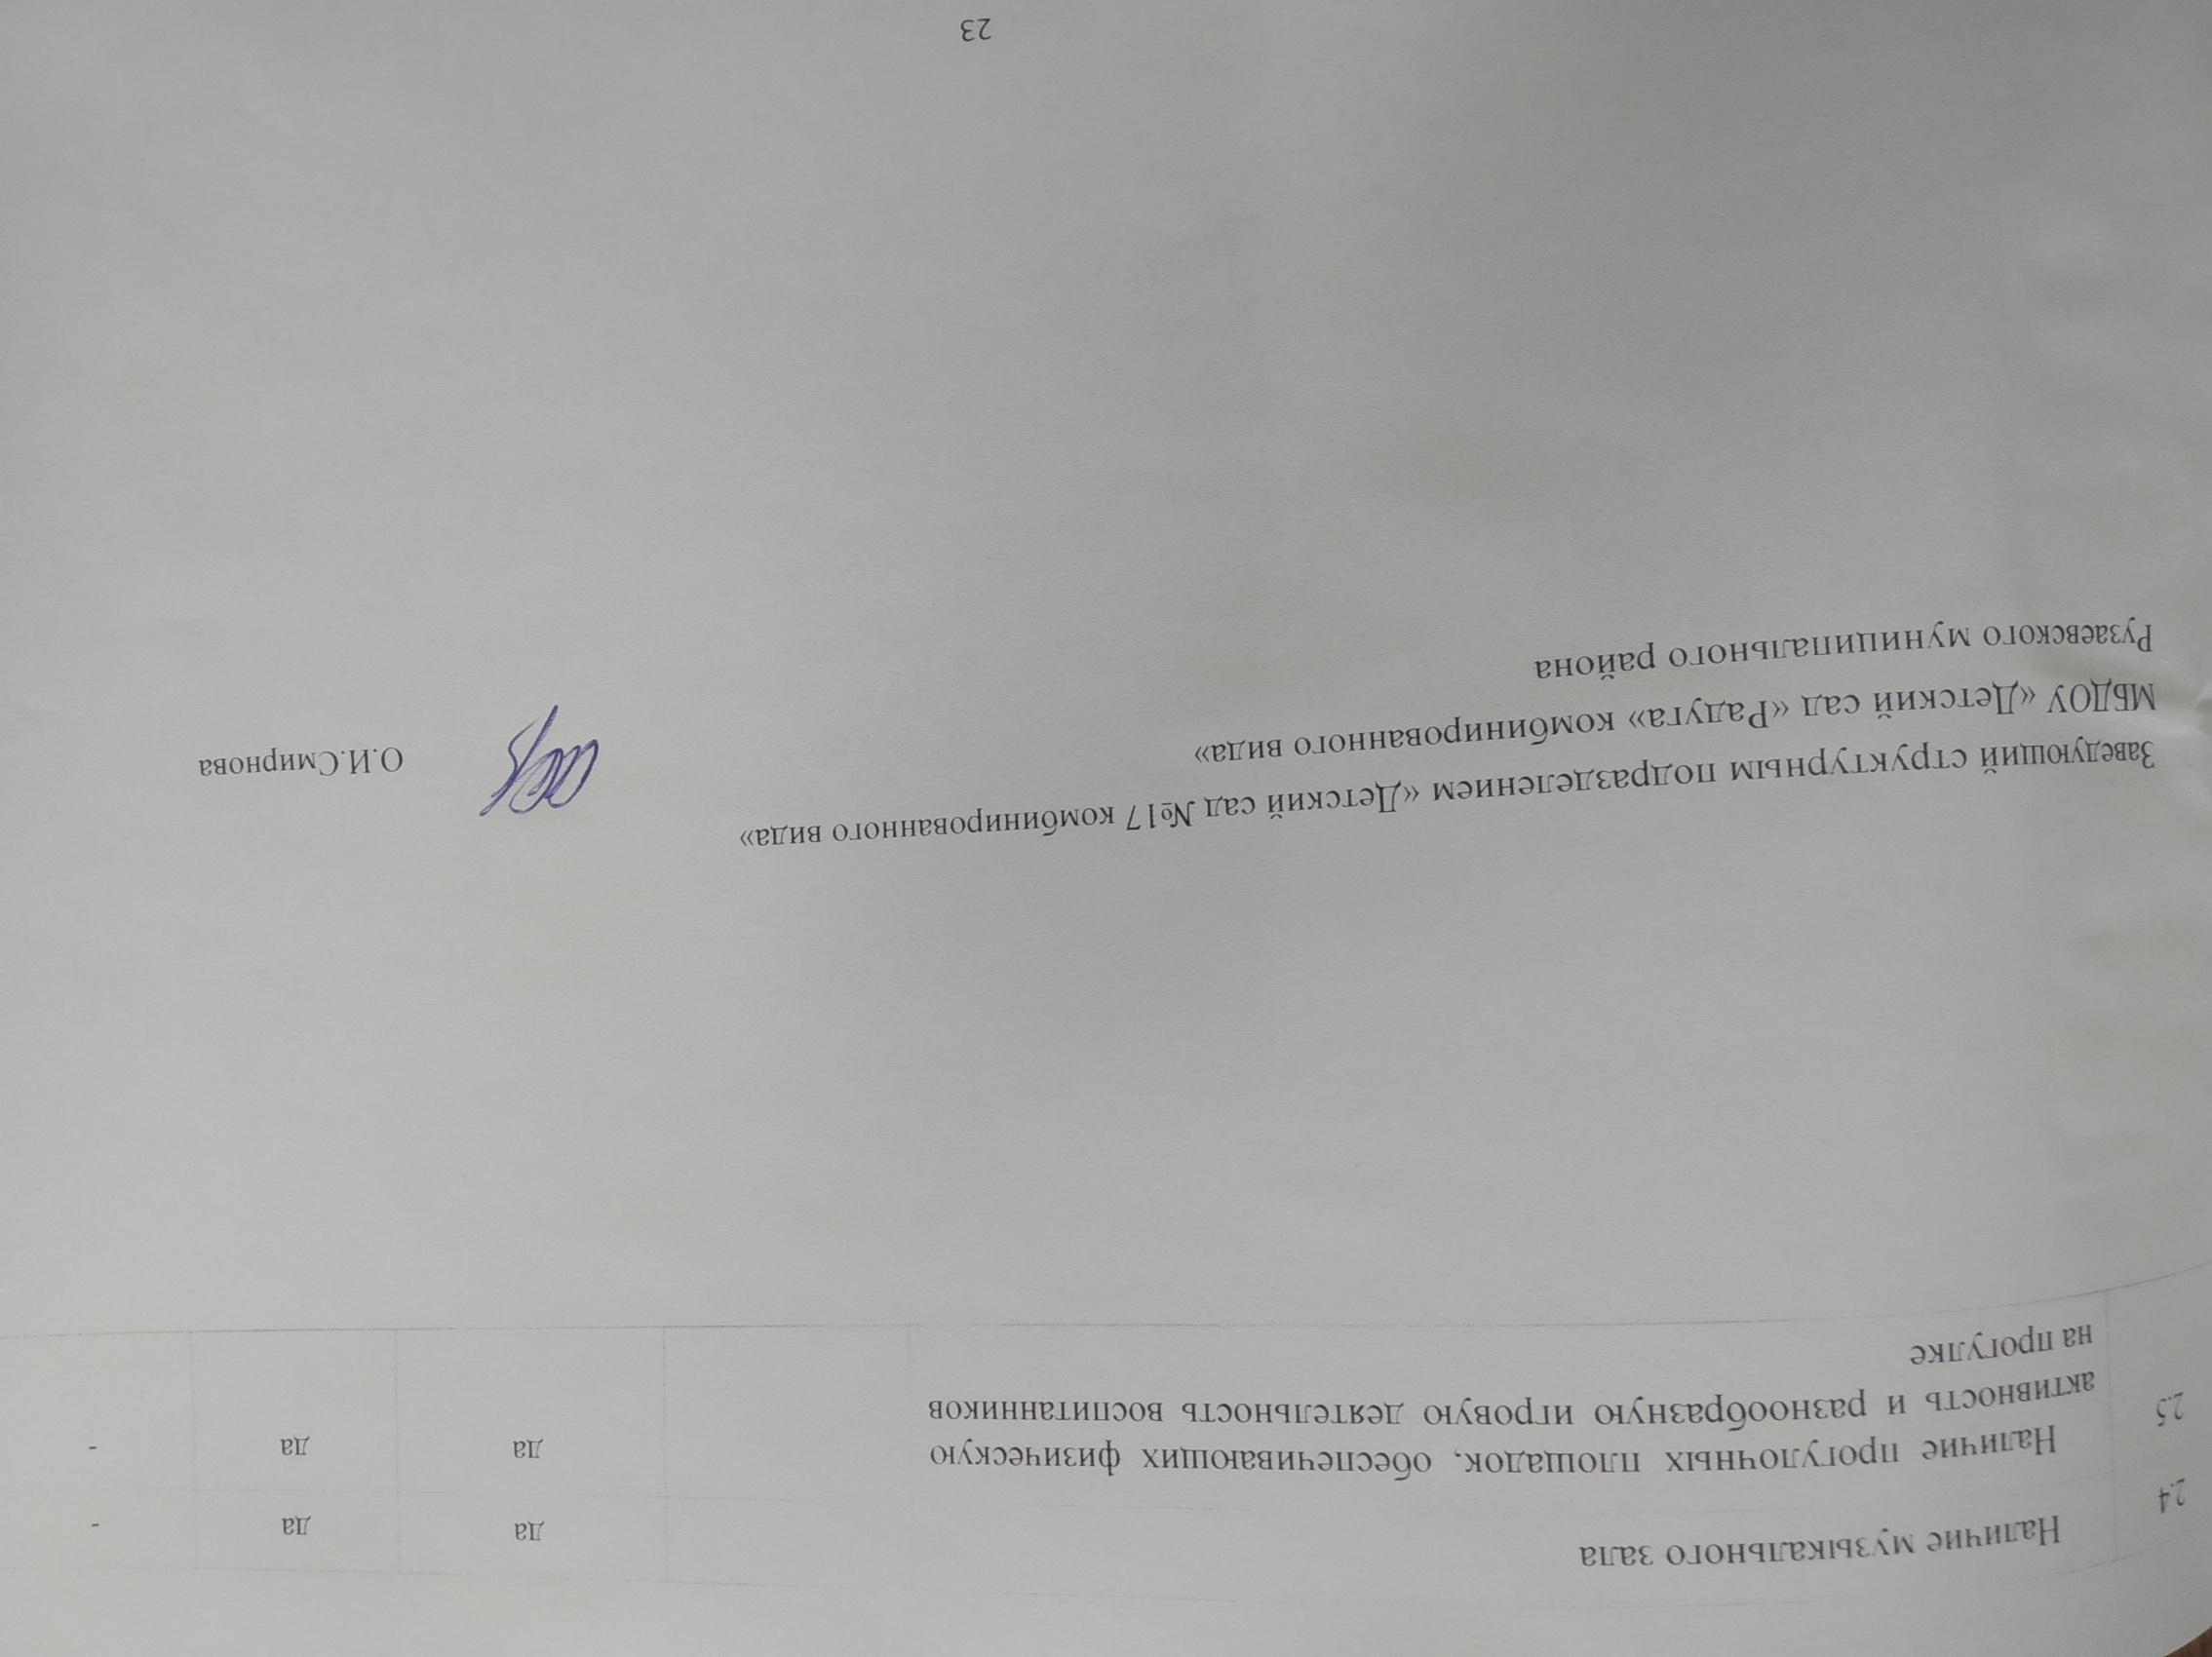 2.4 Наличие музыкального зала да да -
2.5 Наличие прогулочных площадок, обеспечивающих физическую да да -
активность и разнообразную игровую деятельность воспитанников
на прогулке
Заведующий структурным подразделением «Детский сад №17 комбинированного вида»
МБДОУ «Детский сад «Радуга» комбинированного вида» О.И.Смирнова
Рузаевского муниципального района
23